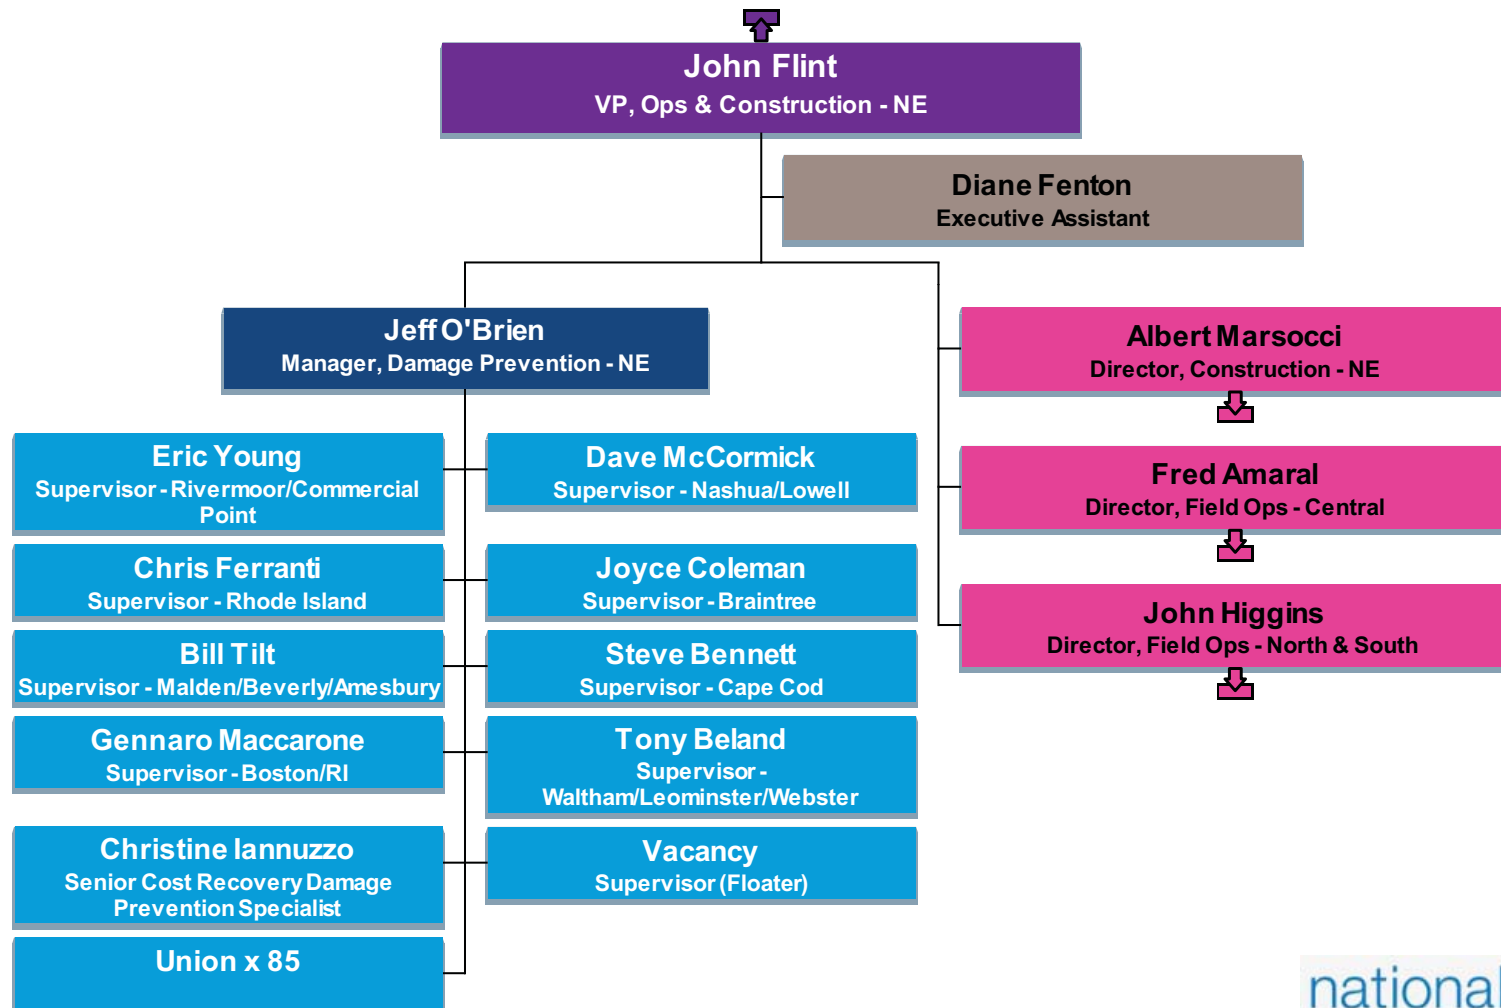 John Flint
VP, Ops & Construction - NE
Diane Fenton
Executive Assistant
Jeff O'Brien
Manager, Damage Prevention - NE
Albert Marsocci
Director, Construction - NE
Fred Amaral
Director, Field Ops - Central
John Higgins
Director, Field Ops - North & South
Eric Young
Supervisor - Rivermoor/Commercial
Point
Dave McCormick
Supervisor - Nashua/Lowell
Chris Ferranti
Supervisor - Rhode Island
Joyce Coleman
Supervisor - Braintree
Bill Tilt
Supervisor - Malden/Beverly/Amesbury
Steve Bennett
Supervisor - Cape Cod
Gennaro Maccarone
Supervisor - Boston/RI
Tony Beland
Supervisor -
Waltham/Leominster/Webster
Christine Iannuzzo
Senior Cost Recovery Damage
Prevention Specialist
Vacancy
Supervisor (Floater)
Union x 85
national